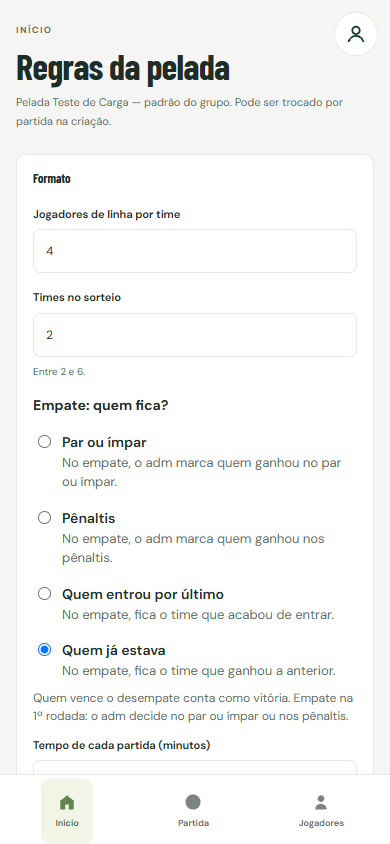 INÍCIO
Regras da pelada
Pelada Teste de Carga — padrão do grupo. Pode ser trocado por
partida na criação.
Formato
Jogadores de linha por time
4
Times no sorteio
2
Entre 2 e 6.
Empate: quem fica?
Par ou ímpar
No empate, o adm marca quem ganhou no par
ou ímpar.
Pênaltis
No empate, o adm marca quem ganhou nos
pênaltis.
Quem entrou por último
No empate, fica o time que acabou de entrar.
Quem já estava
No empate, fica o time que ganhou a anterior.
Quem vence o desempate conta como vitória. Empate na
1ª rodada: o adm decide no par ou ímpar ou nos pênaltis.
Tempo de cada partida (minutos)
Início
Partida
Jogadores